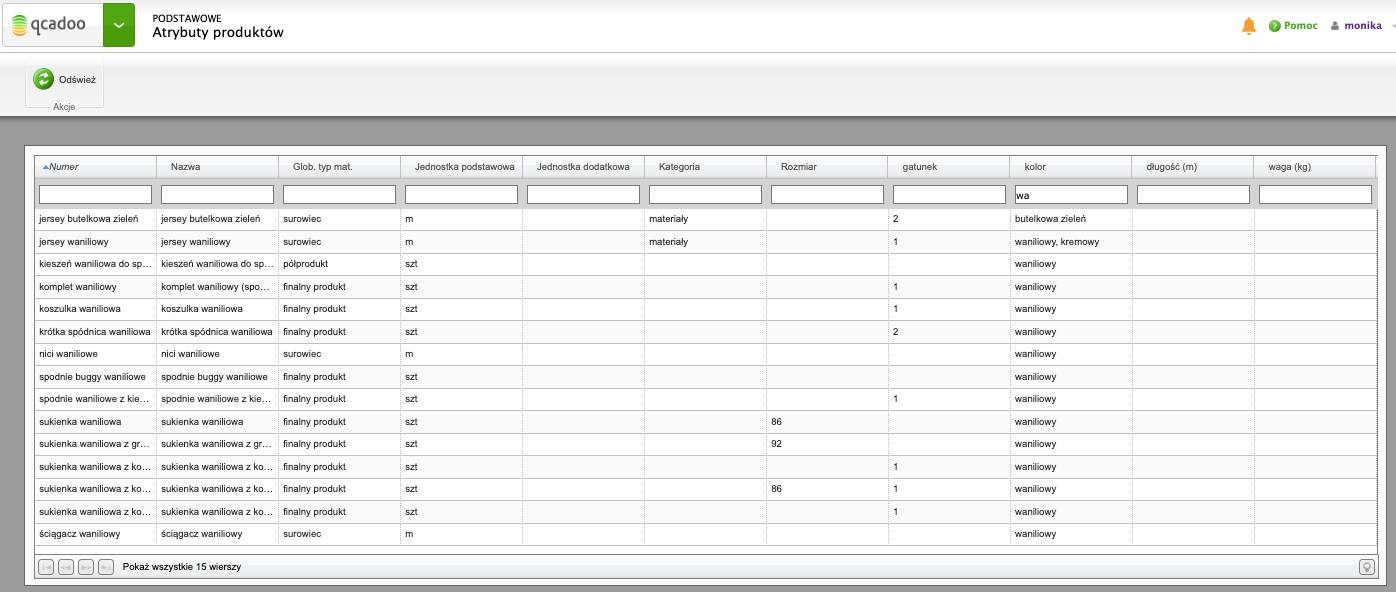 qcadoo
PODSTAWOWE
Atrybuty produktów
Pomoc monika
Odśwież
Akcje
Numer Nazwa Glob. typ mat. Jednostka podstawowa Jednostka dodatkowa Kategoria Rozmiar gatunek kolor długość (m) waga (kg)
wa
jersey butelkowa zieleń jersey butelkowa zieleń surowiec m materiały 2 butelkowa zieleń
jersey waniliowy jersey waniliowy surowiec m materiały 1 waniliowy, kremowy
kieszeń waniliowa do sp... kieszeń waniliowa do sp... półprodukt szt waniliowy
komplet waniliowy komplet waniliowy (spo... finalny produkt szt 1 waniliowy
koszulka waniliowa koszulka waniliowa finalny produkt szt 1 waniliowy
krótka spódnica waniliowa krótka spódnica waniliowa finalny produkt szt 2 waniliowy
nici waniliowe nici waniliowe surowiec m waniliowy
spodnie buggy waniliowe spodnie buggy waniliowe finalny produkt szt waniliowy
spodnie waniliowe z kie... spodnie waniliowe z kie... finalny produkt szt 1 waniliowy
sukienka waniliowa sukienka waniliowa finalny produkt szt 86 waniliowy
sukienka waniliowa z gr... sukienka waniliowa z gr... finalny produkt szt 92 waniliowy
sukienka waniliowa z ko... sukienka waniliowa z ko... finalny produkt szt 1 waniliowy
sukienka waniliowa z ko... sukienka waniliowa z ko... finalny produkt szt 86 1 waniliowy
sukienka waniliowa z ko... sukienka waniliowa z ko... finalny produkt szt 1 waniliowy
ściągacz waniliowy ściągacz waniliowy surowiec m waniliowy
Pokaż wszystkie 15 wierszy